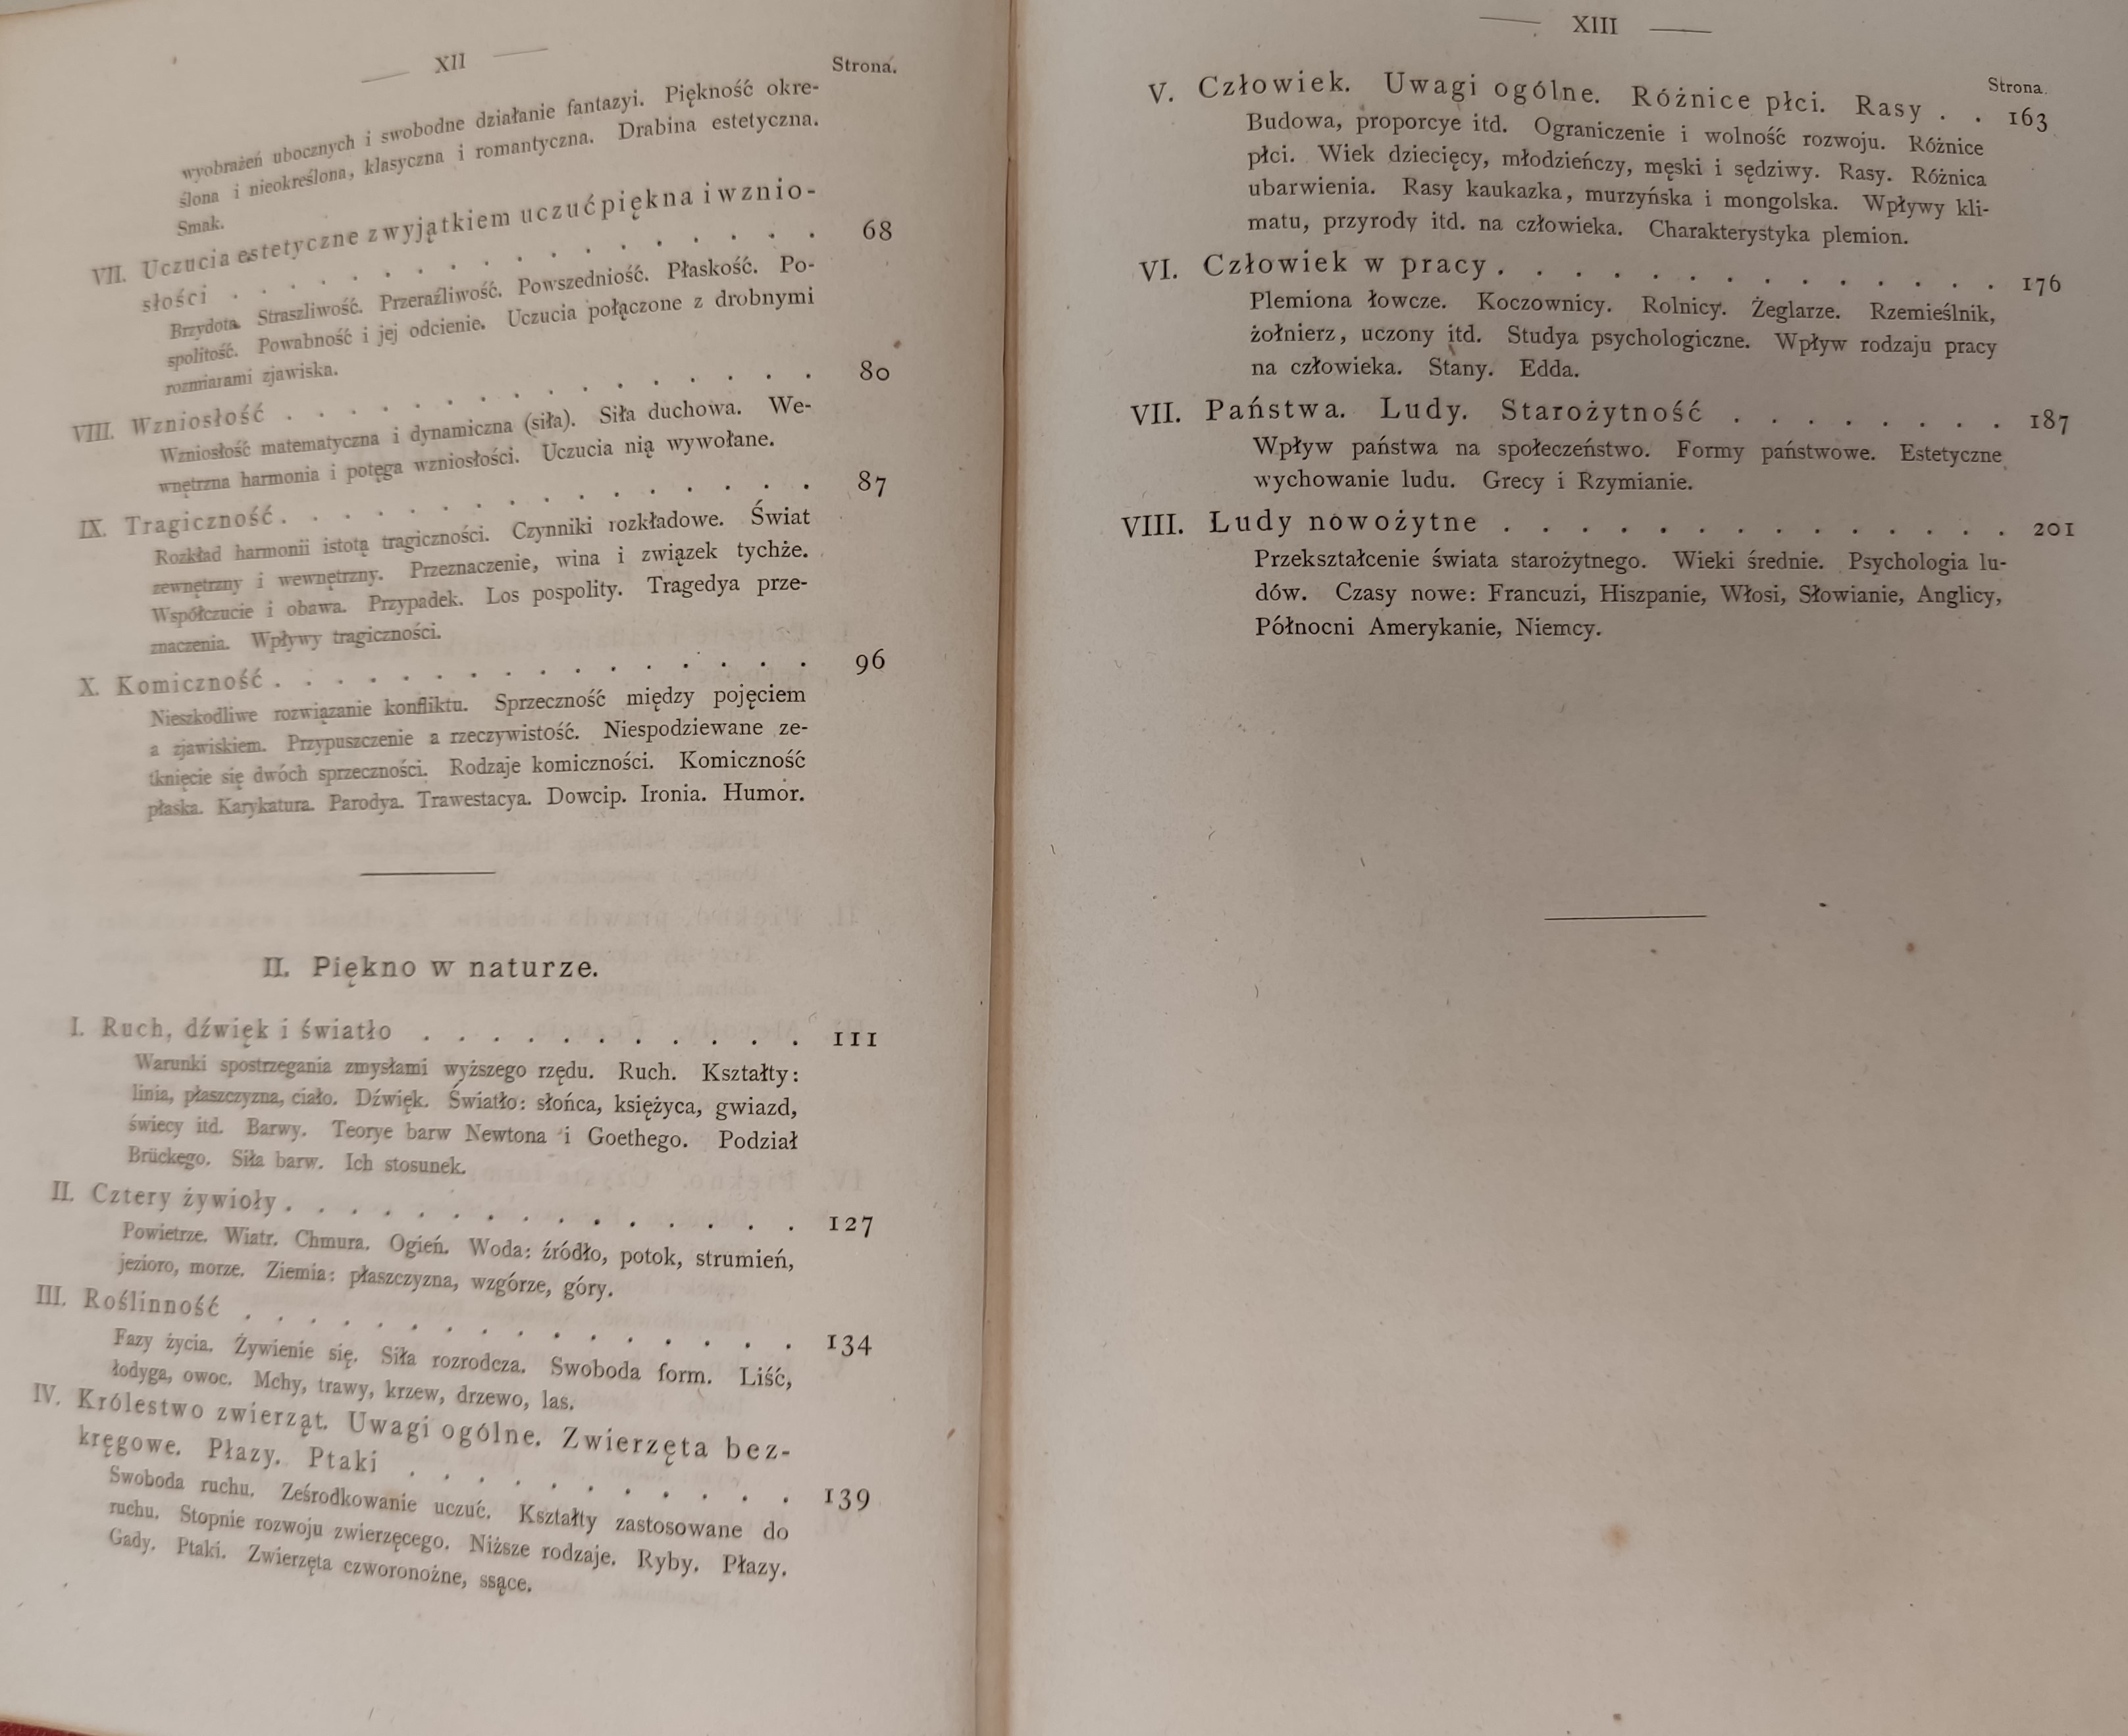 XII
Strona.
wyobrażeń ubocznych i swobodne działanie fantazyi. Piękność okre-
ślona i nieokreślona, klasyczna i romantyczna. Drabina estetyczna.
Smak.
VII. Uczucia estetyczne z wyjątkiem uczuć piękna i wznio-
słości . . . . . . . . . . . . . . 68
Brzydota. Straszliwość. Przeraźliwość. Powszedniość. Płaskość. Po-
spolitość. Powabność i jej odcienie. Uczucia połączone z drobnymi
rozmiarami zjawiska.
VIII. Wzniosłość . . . . . . . . . . . . . . 80
Wzniosłość matematyczna i dynamiczna (siła). Siła duchowa. We-
wnętrzna harmonia i potęga wzniosłości. Uczucia nią wywołane.
IX. Tragiczność . . . . . . . . . . . . . . 87
Rozkład harmonii istotą tragiczności. Czynniki rozkładowe. Świat
zewnętrzny i wewnętrzny. Przeznaczenie, wina i związek tychże.
Współczucie i obawa. Przypadek. Los pospolity. Tragedya prze-
znaczenia. Wpływy tragiczności.
X. Komiczność . . . . . . . . . . . . . . 96
Nieszkodliwe rozwiązanie konfliktu. Sprzeczność między pojęciem
a zjawiskiem. Przypuszczenie a rzeczywistość. Niespodziewane ze-
tknięcie się dwóch sprzeczności. Rodzaje komiczności. Komiczność
płaska. Karykatura. Parodya. Trawestacya. Dowcip. Ironia. Humor.
II. Piękno w naturze.
I. Ruch, dźwięk i światło . . . . . . . . . . . 111
Warunki spostrzegania zmysłami wyższego rzędu. Ruch. Kształty:
linia, płaszczyzna, ciało. Dźwięk. Światło: słońca, księżyca, gwiazd,
świecy itd. Barwy. Teorye barw Newtona i Goethego. Podział
Brückego. Siła barw. Ich stosunek.
II. Cztery żywioły . . . . . . . . . . . . . . 127
Powietrze. Wiatr. Chmura. Ogień. Woda: źródło, potok, strumień,
jezioro, morze. Ziemia: płaszczyzna, wzgórze, góry.
III. Roślinność . . . . . . . . . . . . . . . 134
Fazy życia. Żywienie się. Siła rozrodcza. Swoboda form. Liść,
łodyga, owoc. Mchy, trawy, krzew, drzewo, las.
IV. Królestwo zwierząt. Uwagi ogólne. Zwierzęta bez-
kręgowe. Płazy. Ptaki . . . . . . . . . . . 139
Swoboda ruchu. Ześrodkowanie uczuć. Kształty zastosowane do
ruchu. Stopnie rozwoju zwierzęcego. Niższe rodzaje. Ryby. Płazy.
Gady. Ptaki. Zwierzęta czworonożne, ssące.
XIII
Strona.
V. Człowiek. Uwagi ogólne. Różnice płci. Rasy . . 163
Budowa, proporcye itd. Ograniczenie i wolność rozwoju. Różnice
płci. Wiek dziecięcy, młodzieńczy, męski i sędziwy. Rasy. Różnica
ubarwienia. Rasy kaukazka, murzyńska i mongolska. Wpływy kli-
matu, przyrody itd. na człowieka. Charakterystyka plemion.
VI. Człowiek w pracy . . . . . . . . . . . . . 176
Plemiona łowcze. Koczownicy. Rolnicy. Żeglarze. Rzemieślnik,
żołnierz, uczony itd. Studya psychologiczne. Wpływ rodzaju pracy
na człowieka. Stany. Edda.
VII. Państwa. Ludy. Starożytność . . . . . . . . 187
Wpływ państwa na społeczeństwo. Formy państwowe. Estetyczne
wychowanie ludu. Grecy i Rzymianie.
VIII. Ludy nowożytne . . . . . . . . . . . . . . 201
Przekształcenie świata starożytnego. Wieki średnie. Psychologia lu-
dów. Czasy nowe: Francuzi, Hiszpanie, Włosi, Słowianie, Anglicy,
Północni Amerykanie, Niemcy.